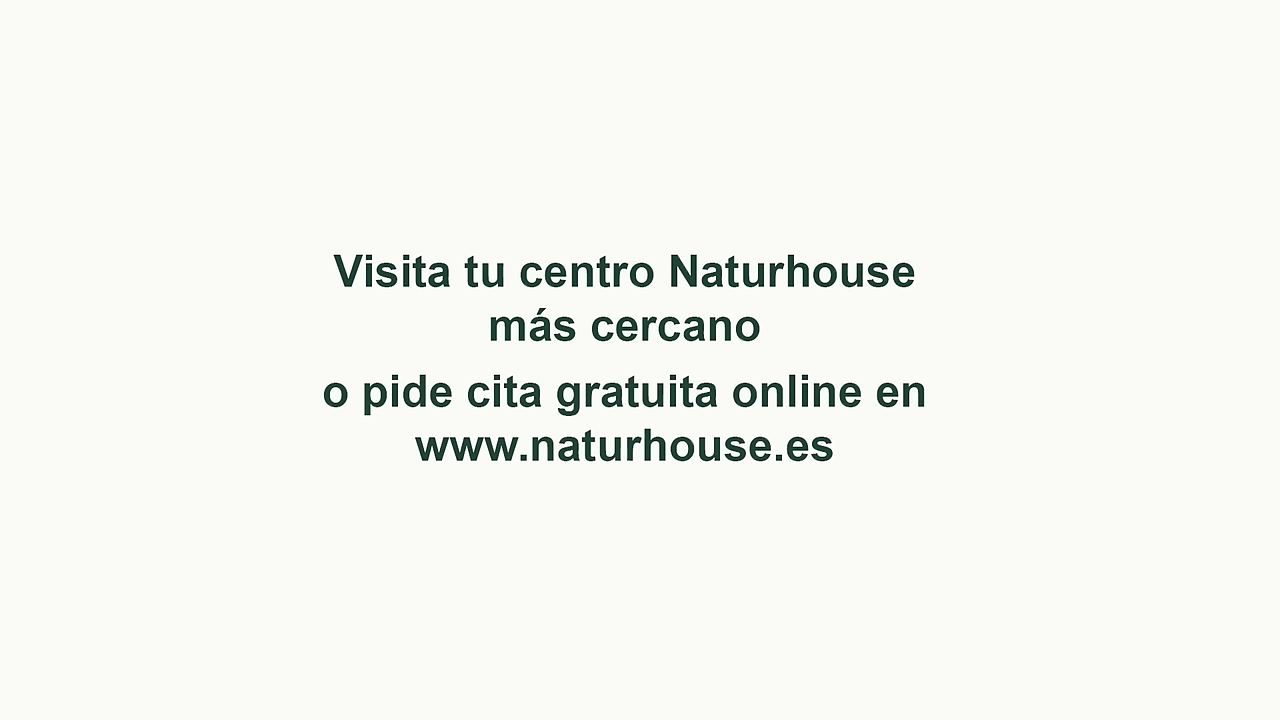 Visita tu centro Naturhouse
más cercano
o pide cita gratuita online en
www.naturhouse.es